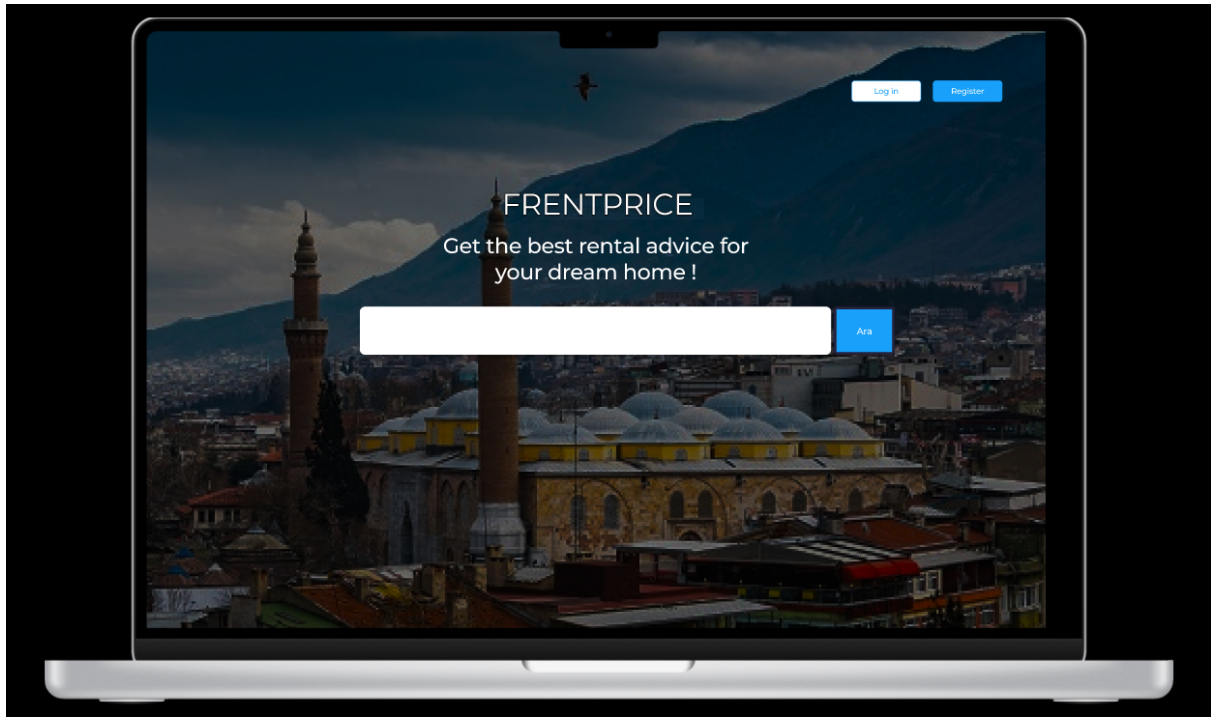 Log in
Register
FRENTPRICE
Get the best rental advice for
your dream home !
Ara